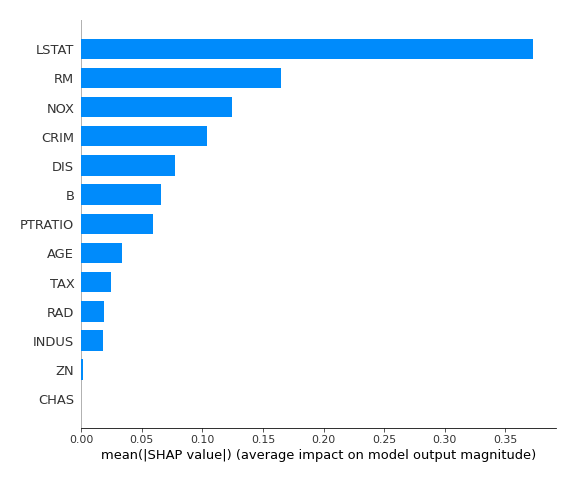 LSTAT
RM
NOX
CRIM
DIS
B
PTRATIO
AGE
TAX
RAD
INDUS
ZN
CHAS
0.00 0.05 0.10 0.15 0.20 0.25 0.30 0.35
mean(|SHAP value|) (average impact on model output magnitude)